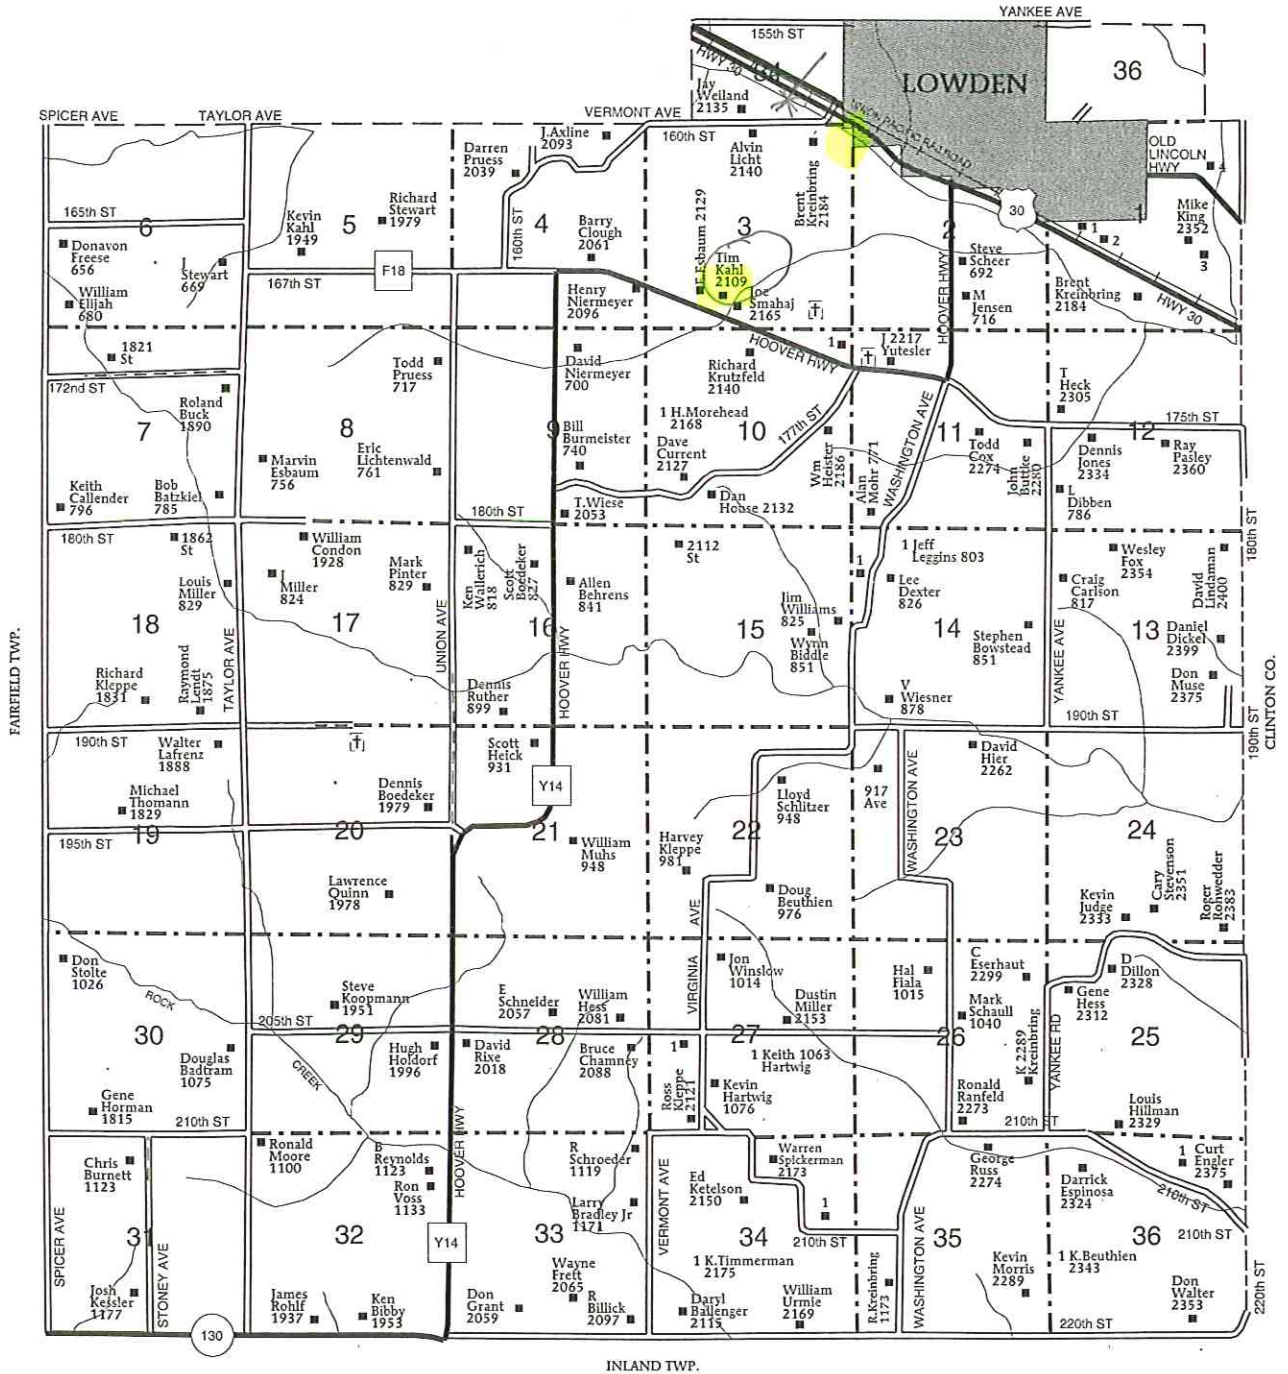 YANKEE AVE
155th ST
HWY 30
34
LOWDEN
36
UNION PACIFIC RAILROAD
Jay
Weiland
2135
SPICER AVE
TAYLOR AVE
VERMONT AVE
160th ST
J.Axline
2093
Darren
Pruess
2039
Alvin
Licht
2140
Brent
Kreinbring
2184
OLD
LINCOLN
HWY
4
165th ST
6
Kevin
Kahl
1949
5
Richard
Stewart
1979
160th ST
4
Barry
Clough
2061
E.Esbaum 2129
3
Tim
Kahl
2109
Joe
Smahaj
2165
2
HOOVER HWY
30
1
1
2
Mike
King
2352
3
Donavon
Freese
656
J
Stewart
669
William
Elijah
680
F18
167th ST
Henry
Niermeyer
2096
Steve
Scheer
692
M
Jensen
716
Brent
Kreinbring
2184
HWY 30
1821
St
172nd ST
Todd
Pruess
717
David
Niermeyer
700
HOOVER HWY
Richard
Krutzfeld
2140
1
J 2217
Yutesler
T
Heck
2305
175th ST
Roland
Buck
1890
7
8
9
Bill
Burmeister
740
1 H.Morehead
2168
10
177th ST
WASHINGTON AVE
11
12
Keith
Callender
796
Bob
Batzkiel
785
Marvin
Esbaum
756
Eric
Lichtenwald
761
Dave
Current
2127
Wm
Heister
2186
Alan
Mohr 771
Todd
Cox
2274
John
Buttke
2280
Dennis
Jones
2334
Ray
Pasley
2360
L
Dibben
786
T.Wiese
2053
Dan
House 2132
180th ST
180th ST
180th ST
1862
St
William
Condon
1928
Mark
Pinter
829
Ken
Wallerich
818
Scott
Boedeker
827
2112
St
1 Jeff
Leggins 803
Wesley
Fox
2354
David
Lindaman
2400
Louis
Miller
829
J
Miller
824
Allen
Behrens
841
Jim
Williams
825
1
Lee
Dexter
826
Craig
Carlson
817
18
17
16
15
14
13
UNION AVE
Wynn
Biddle
851
Stephen
Bowstead
851
Daniel
Dickel
2399
FAIRFIELD TWP.
Richard
Kleppe
1831
Raymond
Lendt
1875
TAYLOR AVE
Dennis
Ruther
899
HOOVER HWY
V
Wiesner
878
YANKEE AVE
Don
Muse
2375
190th ST
190th ST
190th ST
CLINTON CO.
Walter
Lafrenz
1888
Scott
Heick
931
David
Hier
2262
Michael
Thomann
1829
Dennis
Boedeker
1979
Y14
Lloyd
Schlitzer
948
917
Ave
WASHINGTON AVE
19
20
21
22
23
24
195th ST
William
Muhs
948
Harvey
Kleppe
981
Lawrence
Quinn
1978
Doug
Beuthien
976
Kevin
Judge
2333
Cary
Stevenson
2351
Roger
Rohwedder
2383
VIRGINIA AVE
Don
Stolte
1026
Jon
Winslow
1014
Hal
Fiala
1015
C
Eserhaut
2299
D
Dillon
2328
ROCK
CREEK
Steve
Koopmann
1951
E
Schnelder
2057
William
Hess
2081
Dustin
Miller
2153
Mark
Schaull
1040
Gene
Hess
2312
30
205th ST
29
28
27
26
25
Douglas
Badtram
1075
Hugh
Holdorf
1996
David
Rixe
2018
Bruce
Chamney
2088
1
1 Keith 1063
Hartwig
K 2289
Kreinbring
YANKEE RD
Gene
Horman
1815
Ross
Kleppe
2121
Kevin
Hartwig
1076
Ronald
Ranfeld
2273
Louis
Hillman
2329
210th ST
210th ST
HOOVER HWY
Chris
Burnett
1123
Ronald
Moore
1100
B
Reynolds
1123
R
Schroeder
1119
Warren
Spickerman
2173
George
Russ
2274
1
Curt
Engler
2375
Ron
Voss
1133
VERMONT AVE
Ed
Ketelson
2150
Darrick
Espinosa
2324
210th ST
Larry
Bradley Jr
1171
1
SPICER AVE
31
STONEY AVE
32
Y14
33
34
210th ST
35
36
210th ST
Wayne
Frett
2065
1 K.Timmerman
2175
WASHINGTON AVE
Kevin
Morris
2289
1 K.Beuthien
2343
Josh
Kessler
1177
James
Rohlf
1937
Ken
Bibby
1953
Don
Grant
2059
R
Billick
2097
Daryl
Ballenger
2115
William
Urmle
2169
R.Kreinbring
1173
Don
Walter
2353
220th ST
220th ST
130
INLAND TWP.